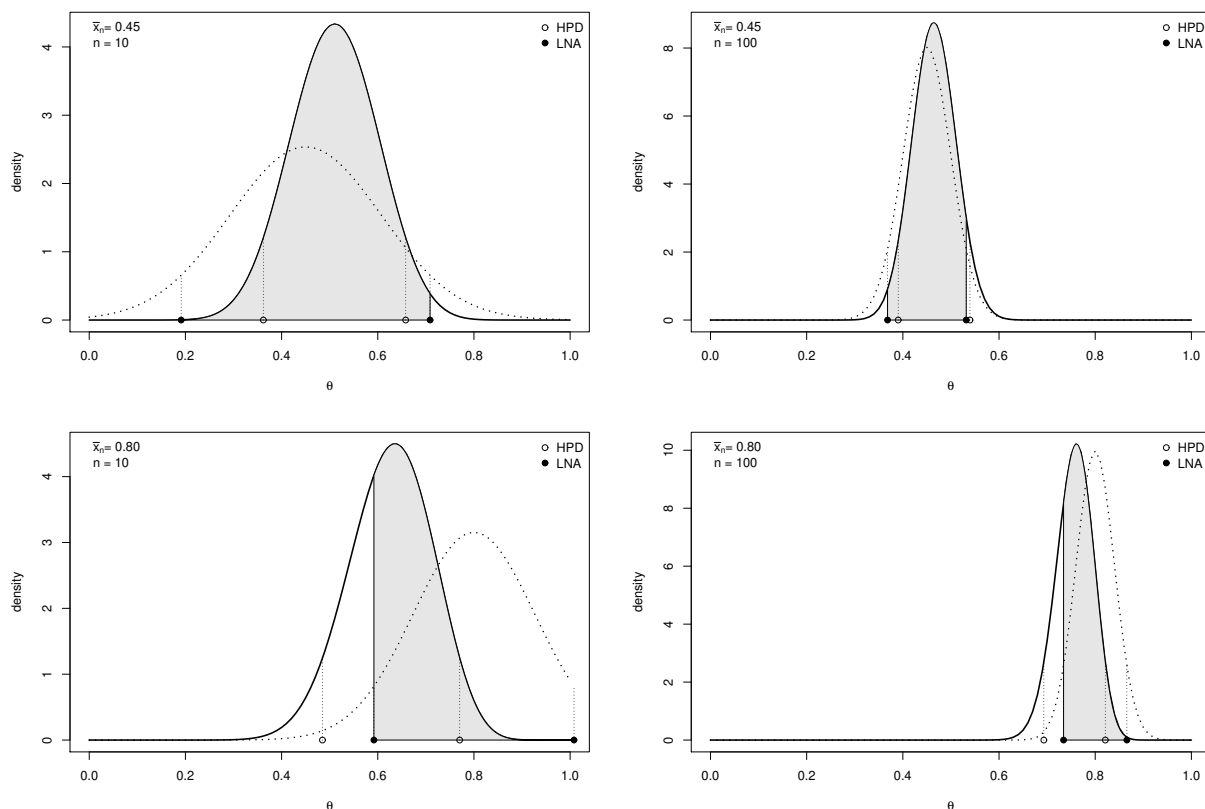 x̄ₙ= 0.45
n = 10
HPD
LNA
density
0
1
2
3
4
0.0
0.2
0.4
0.6
0.8
1.0
θ
x̄ₙ= 0.45
n = 100
HPD
LNA
density
0
2
4
6
8
0.0
0.2
0.4
0.6
0.8
1.0
θ
x̄ₙ= 0.80
n = 10
HPD
LNA
density
0
1
2
3
4
0.0
0.2
0.4
0.6
0.8
1.0
θ
x̄ₙ= 0.80
n = 100
HPD
LNA
density
0
2
4
6
8
10
0.0
0.2
0.4
0.6
0.8
1.0
θ